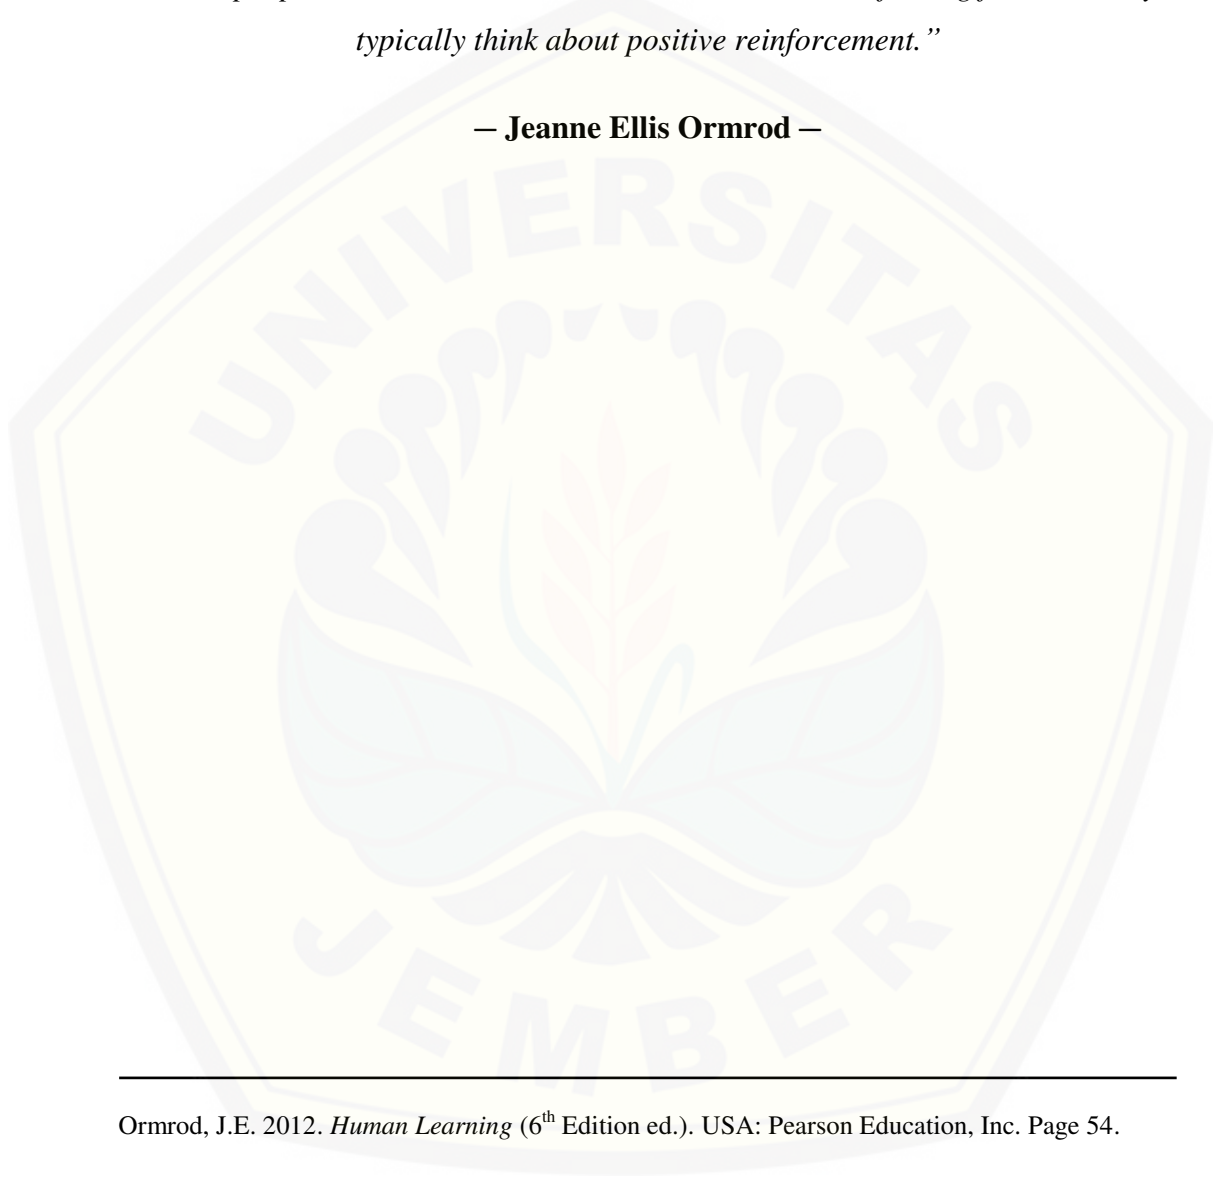 typically think about positive reinforcement.”
— Jeanne Ellis Ormrod —
UNIVERSITAS
JEMBER
Ormrod, J.E. 2012. Human Learning (6th Edition ed.). USA: Pearson Education, Inc. Page 54.